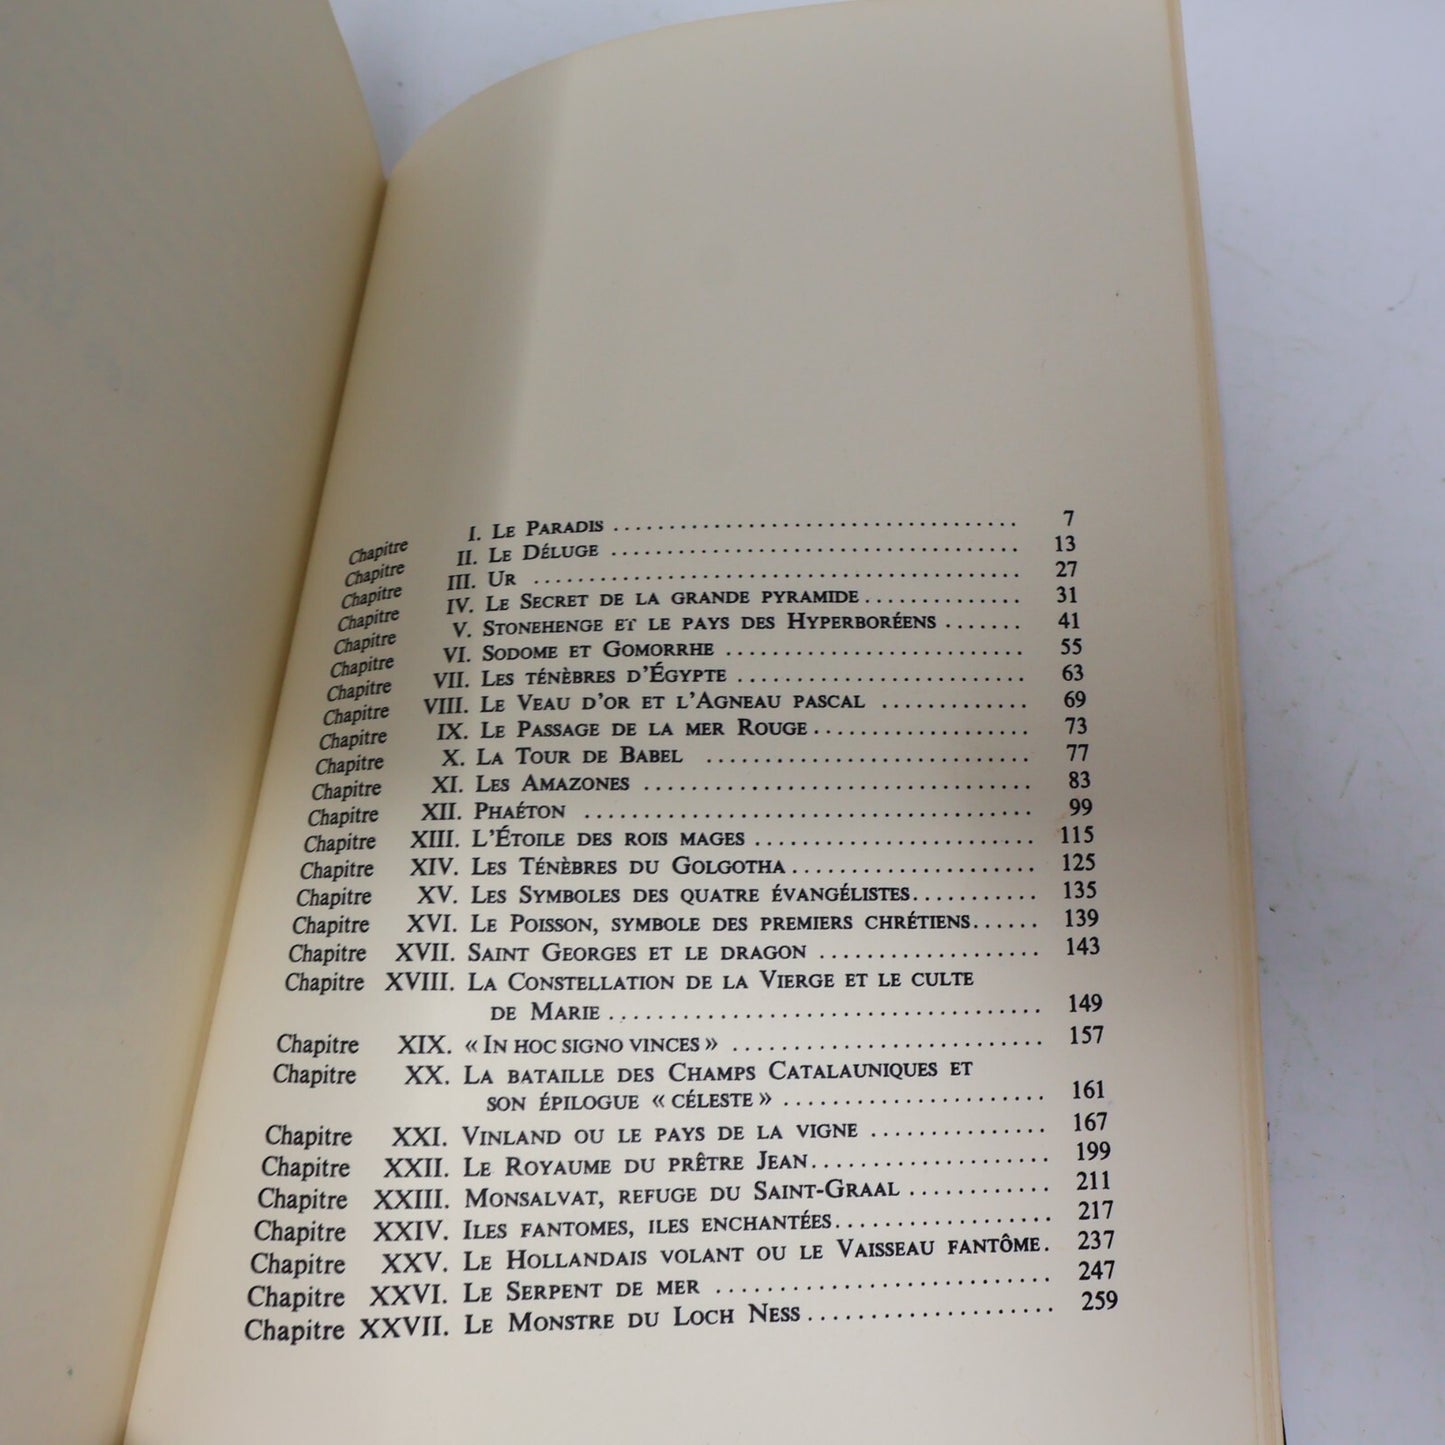 Chapitre I. Le Paradis ........ 7
Chapitre II. Le Déluge ........ 13
Chapitre III. Ur ........ 27
Chapitre IV. Le Secret de la grande pyramide ........ 31
Chapitre V. Stonehenge et le pays des Hyperboréens ....... 41
Chapitre VI. Sodome et Gomorrhe ........ 55
Chapitre VII. Les ténèbres d'Égypte ........ 63
Chapitre VIII. Le Veau d'or et l'Agneau pascal ........ 69
Chapitre IX. Le Passage de la mer Rouge ........ 73
Chapitre X. La Tour de Babel ........ 77
Chapitre XI. Les Amazones ........ 83
Chapitre XII. Phaéton ........ 99
Chapitre XIII. L'Étoile des rois mages ........ 115
Chapitre XIV. Les Ténèbres du Golgotha ........ 125
Chapitre XV. Les Symboles des quatre évangélistes ........ 135
Chapitre XVI. Le Poisson, symbole des premiers chrétiens ...... 139
Chapitre XVII. Saint Georges et le dragon ........ 143
Chapitre XVIII. La Constellation de la Vierge et le culte
de Marie ........ 149
Chapitre XIX. « In hoc signo vinces » ........ 157
Chapitre XX. La bataille des Champs Catalauniques et
son épilogue « céleste » ........ 161
Chapitre XXI. Vinland ou le pays de la vigne ........ 167
Chapitre XXII. Le Royaume du prêtre Jean ........ 199
Chapitre XXIII. Monsalvat, refuge du Saint-Graal ........ 211
Chapitre XXIV. Iles fantomes, iles enchantées ........ 217
Chapitre XXV. Le Hollandais volant ou le Vaisseau fantôme . 237
Chapitre XXVI. Le Serpent de mer ........ 247
Chapitre XXVII. Le Monstre du Loch Ness ........ 259